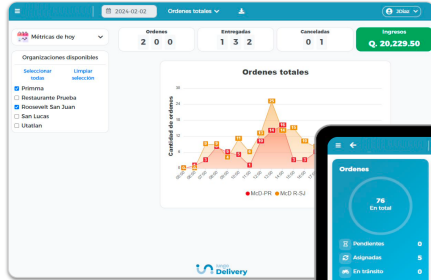 2024-02-02
Ordenes totales
JDiaz
Métricas de hoy
Ordenes
2 0 0
Entregadas
1 3 2
Canceladas
0 1
Ingresos
Q. 20,229.50
Organizaciones disponibles
Seleccionar todas
Limpiar selección
Primma
Restaurante Prueba
Roosevelt San Juan
San Lucas
Utatlan
Ordenes totales
Cantidad de ordenes
McD-PR
McD R-SJ
Delivery
Ordenes
76
En total
Pendientes 0
Asignadas 5
En tránsito 0